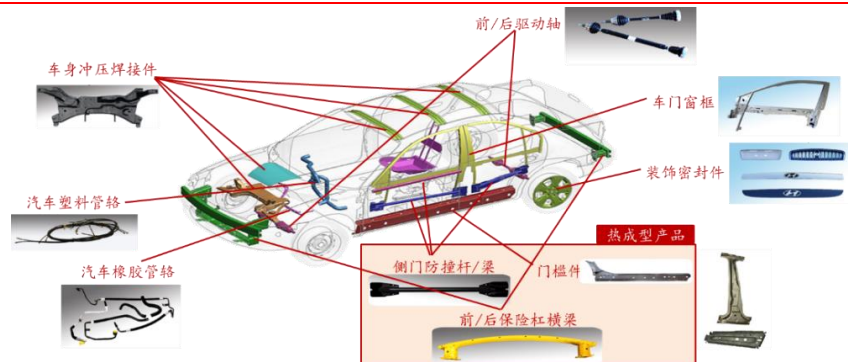 前/后驱动轴
车身冲压焊接件
车门窗框
装饰密封件
汽车塑料管辂
热成型产品
汽车橡胶管辂
侧门防撞杆/梁
门槛件
前/后保险杠横梁